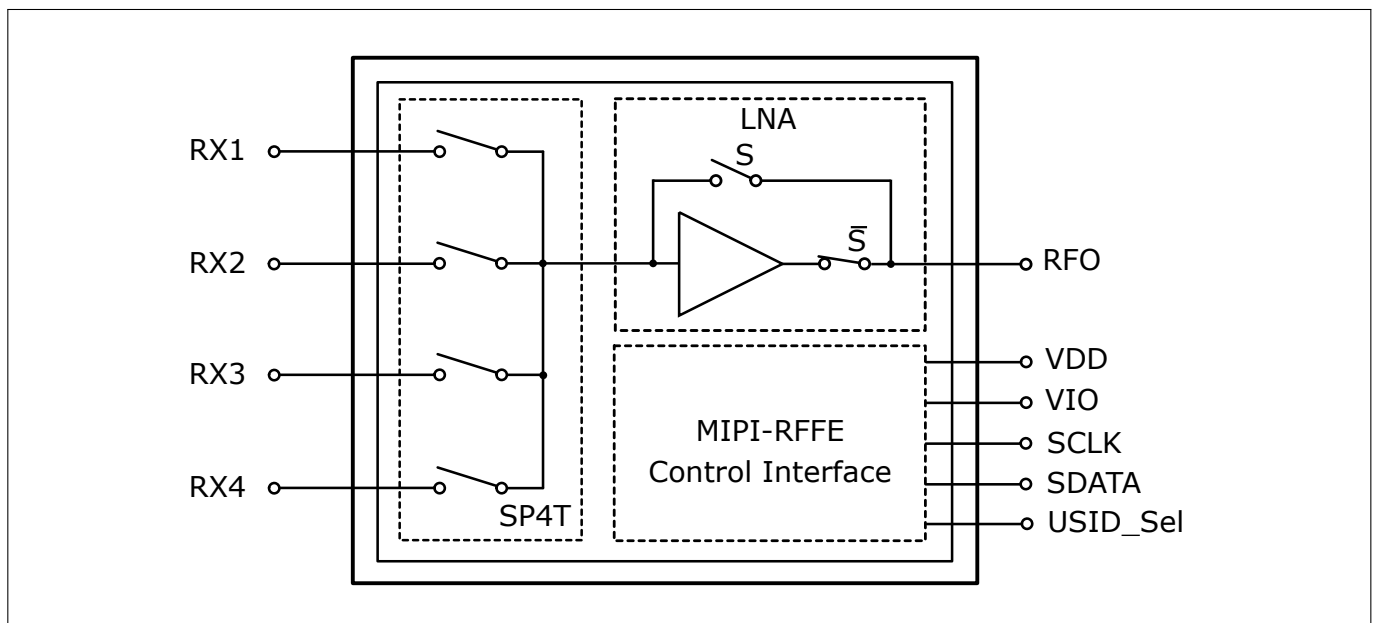 RX1
RX2
RX3
RX4
SP4T
LNA
S
S̅
RFO
MIPI-RFFE
Control Interface
VDD
VIO
SCLK
SDATA
USID_Sel